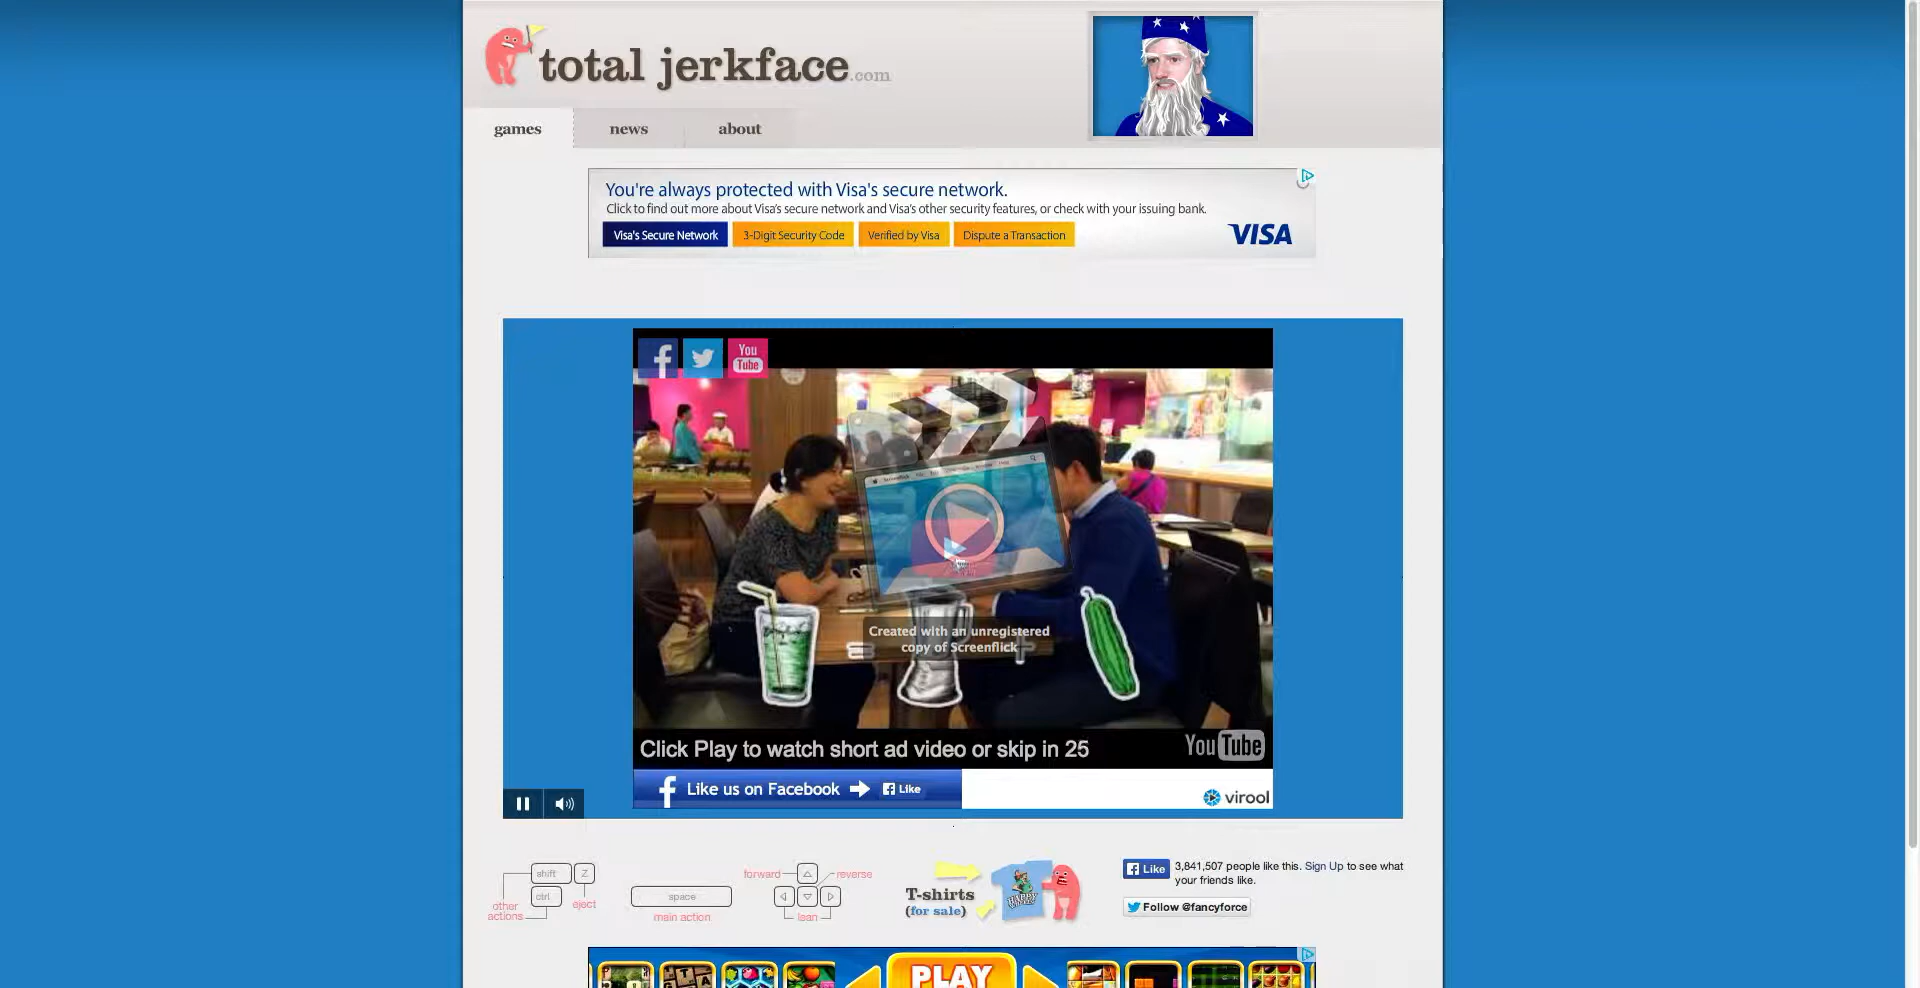 total jerkface.com
games
news
about
You're always protected with Visa's secure network.
Click to find out more about Visa's secure network and Visa's other security features, or check with your issuing bank.
Visa's Secure Network
3-Digit Security Code
Verified by Visa
Dispute a Transaction
VISA
You Tube
Created with an unregistered
copy of Screenflick
Click Play to watch short ad video or skip in 25
YouTube
Like us on Facebook
Like
virool
shift
Z
ctrl
other
actions
eject
space
main action
forward
reverse
lean
T-shirts
(for sale)
HAPPY
Like
3,841,507 people like this. Sign Up to see what
your friends like.
Follow @fancyforce
PLAY